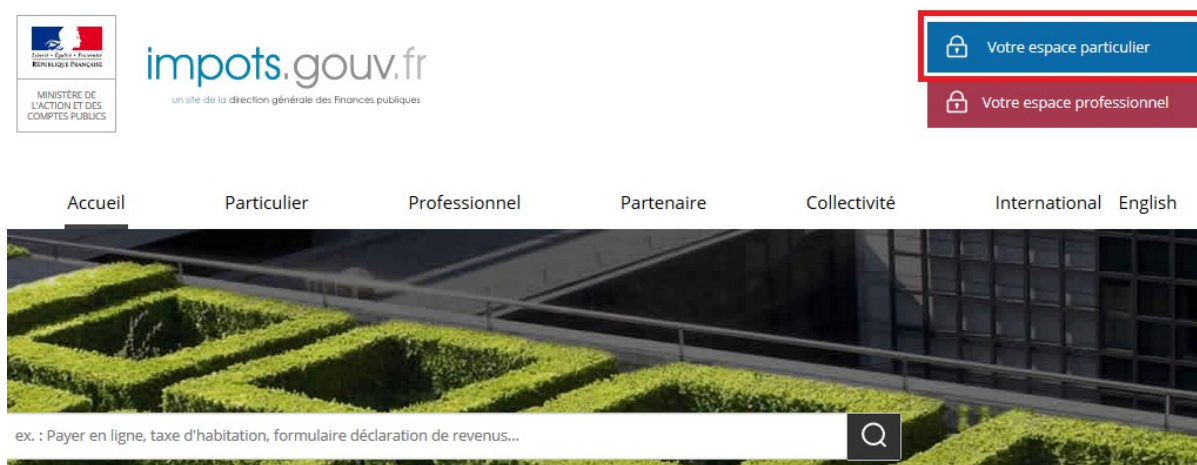 Liberté • Égalité • Fraternité
RÉPUBLIQUE FRANÇAISE
MINISTÈRE DE
L'ACTION ET DES
COMPTES PUBLICS
impots.gouv.fr
un site de la direction générale des Finances publiques
Votre espace particulier
Votre espace professionnel
Accueil Particulier Professionnel Partenaire Collectivité International English
ex. : Payer en ligne, taxe d'habitation, formulaire déclaration de revenus...